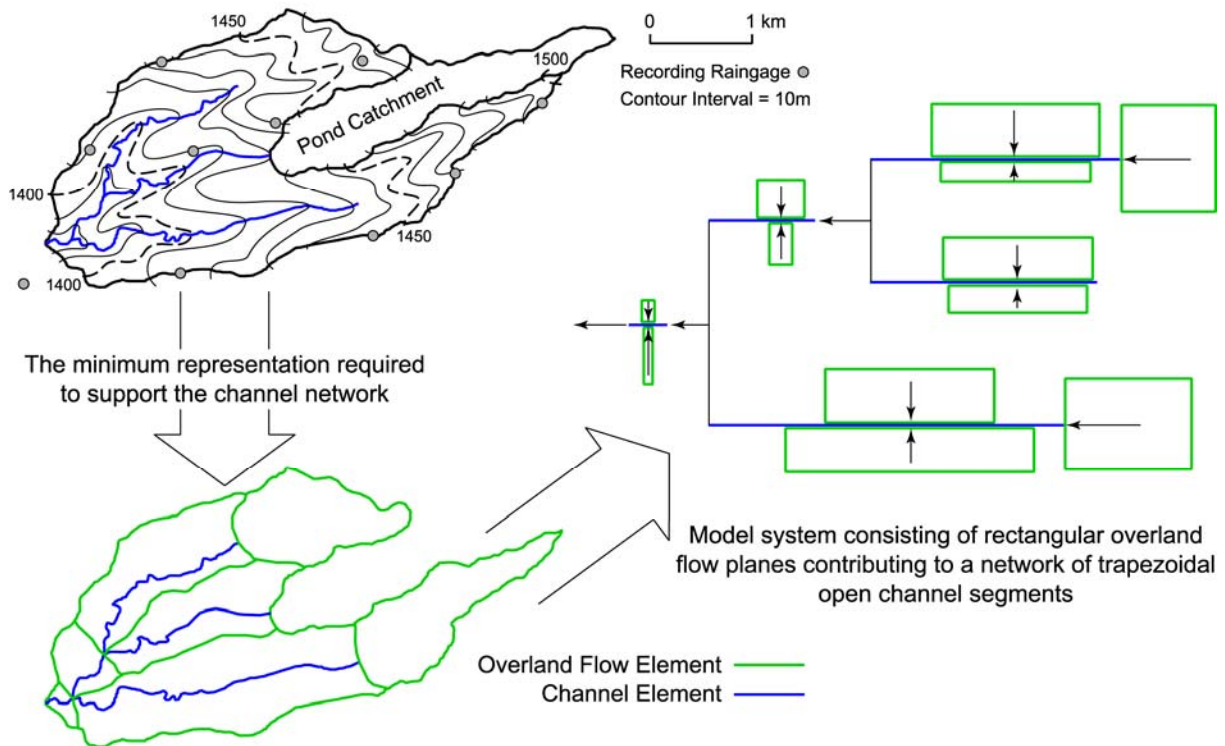 1450
0
1 km
1500
Recording Raingage
Contour Interval = 10m
Pond Catchment
1400
1450
1400
The minimum representation required
to support the channel network
Model system consisting of rectangular overland
flow planes contributing to a network of trapezoidal
open channel segments
Overland Flow Element
Channel Element